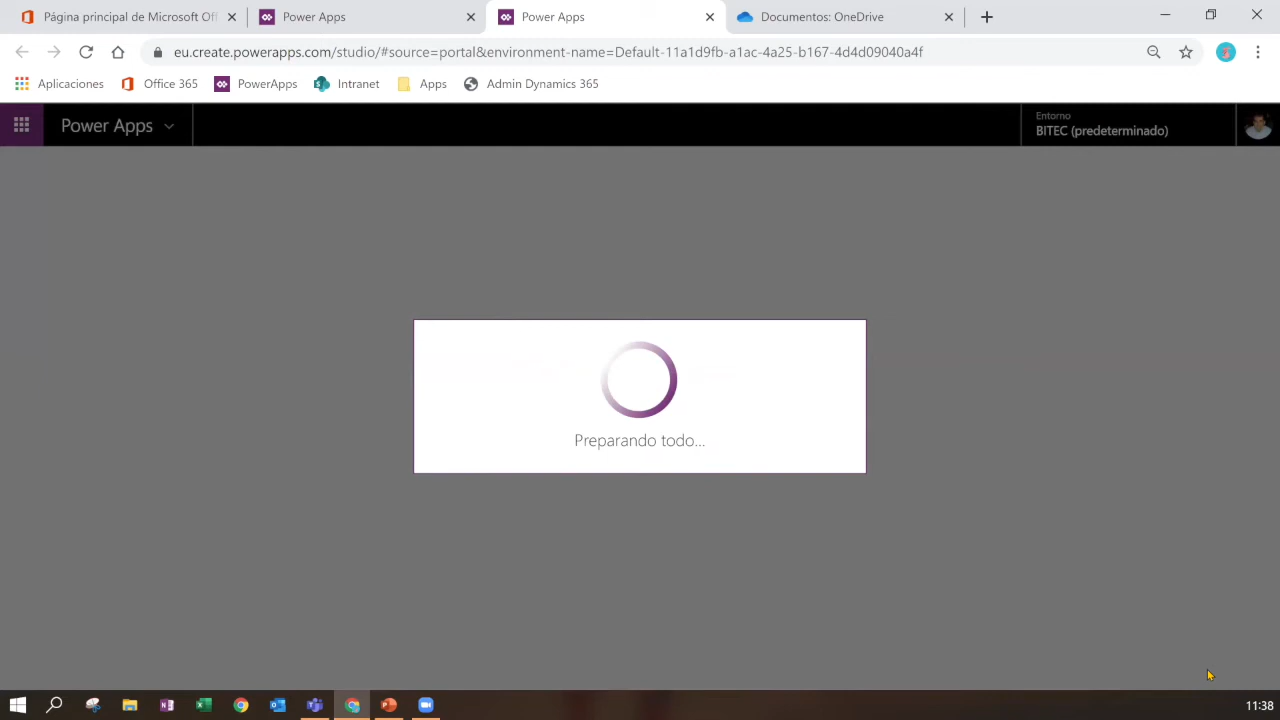 Página principal de Microsoft Off
Power Apps
Power Apps
Documentos: OneDrive
eu.create.powerapps.com/studio/#source=portal&environment-name=Default-11a1d9fb-a1ac-4a25-b167-4d4d09040a4f
Aplicaciones
Office 365
PowerApps
Intranet
Apps
Admin Dynamics 365
Power Apps
Entorno
BITEC (predeterminado)
Preparando todo...
11:38